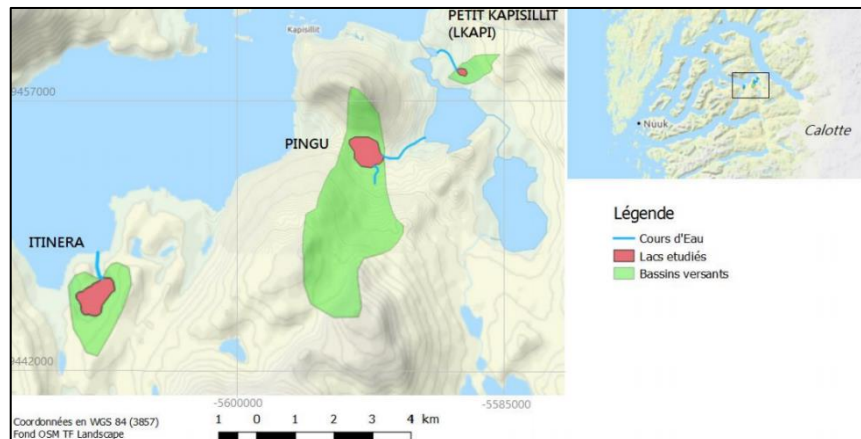 Kapisillit
PETIT KAPISILLIT
(LKAPI)
9457000
PINGU
ITINERA
9442000
-5600000
-5585000
Coordonnées en WGS 84 (3857)
Fond OSM TF Landscape
1 0 1 2 3 4 km
Nuuk
Calotte
Légende
Cours d'Eau
Lacs etudiés
Bassins versants